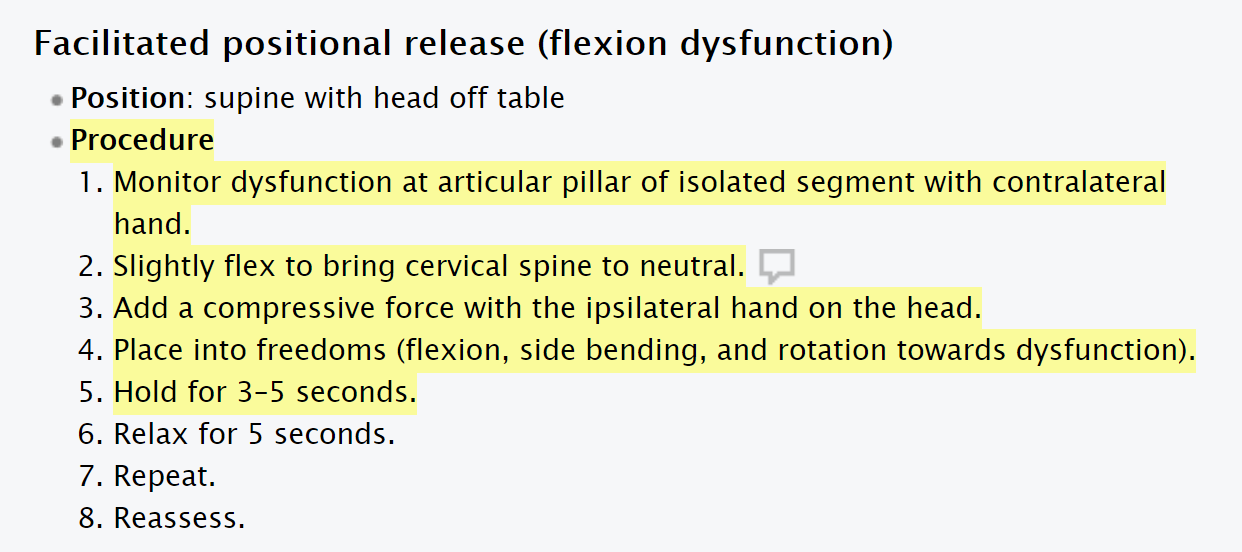 Facilitated positional release (flexion dysfunction)
Position: supine with head off table
Procedure
1. Monitor dysfunction at articular pillar of isolated segment with contralateral
hand.
2. Slightly flex to bring cervical spine to neutral.
3. Add a compressive force with the ipsilateral hand on the head.
4. Place into freedoms (flexion, side bending, and rotation towards dysfunction).
5. Hold for 3–5 seconds.
6. Relax for 5 seconds.
7. Repeat.
8. Reassess.